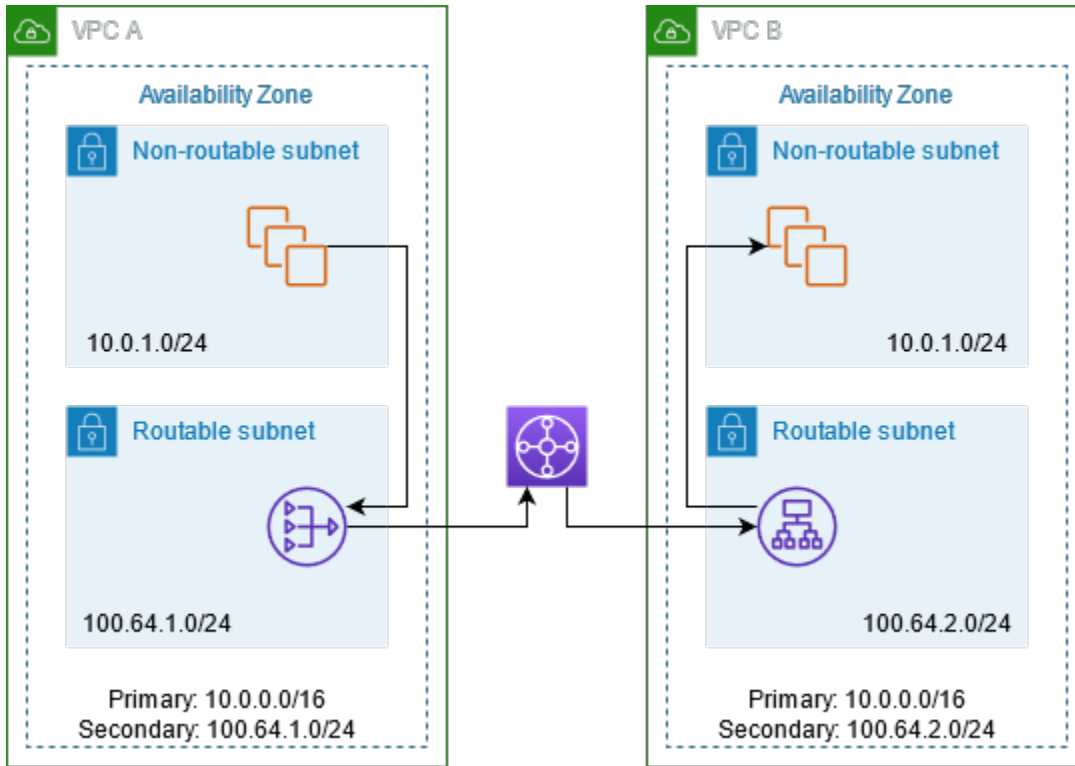 VPC A
Availability Zone
Non-routable subnet
10.0.1.0/24
Routable subnet
100.64.1.0/24
Primary: 10.0.0.0/16
Secondary: 100.64.1.0/24
VPC B
Availability Zone
Non-routable subnet
10.0.1.0/24
Routable subnet
100.64.2.0/24
Primary: 10.0.0.0/16
Secondary: 100.64.2.0/24